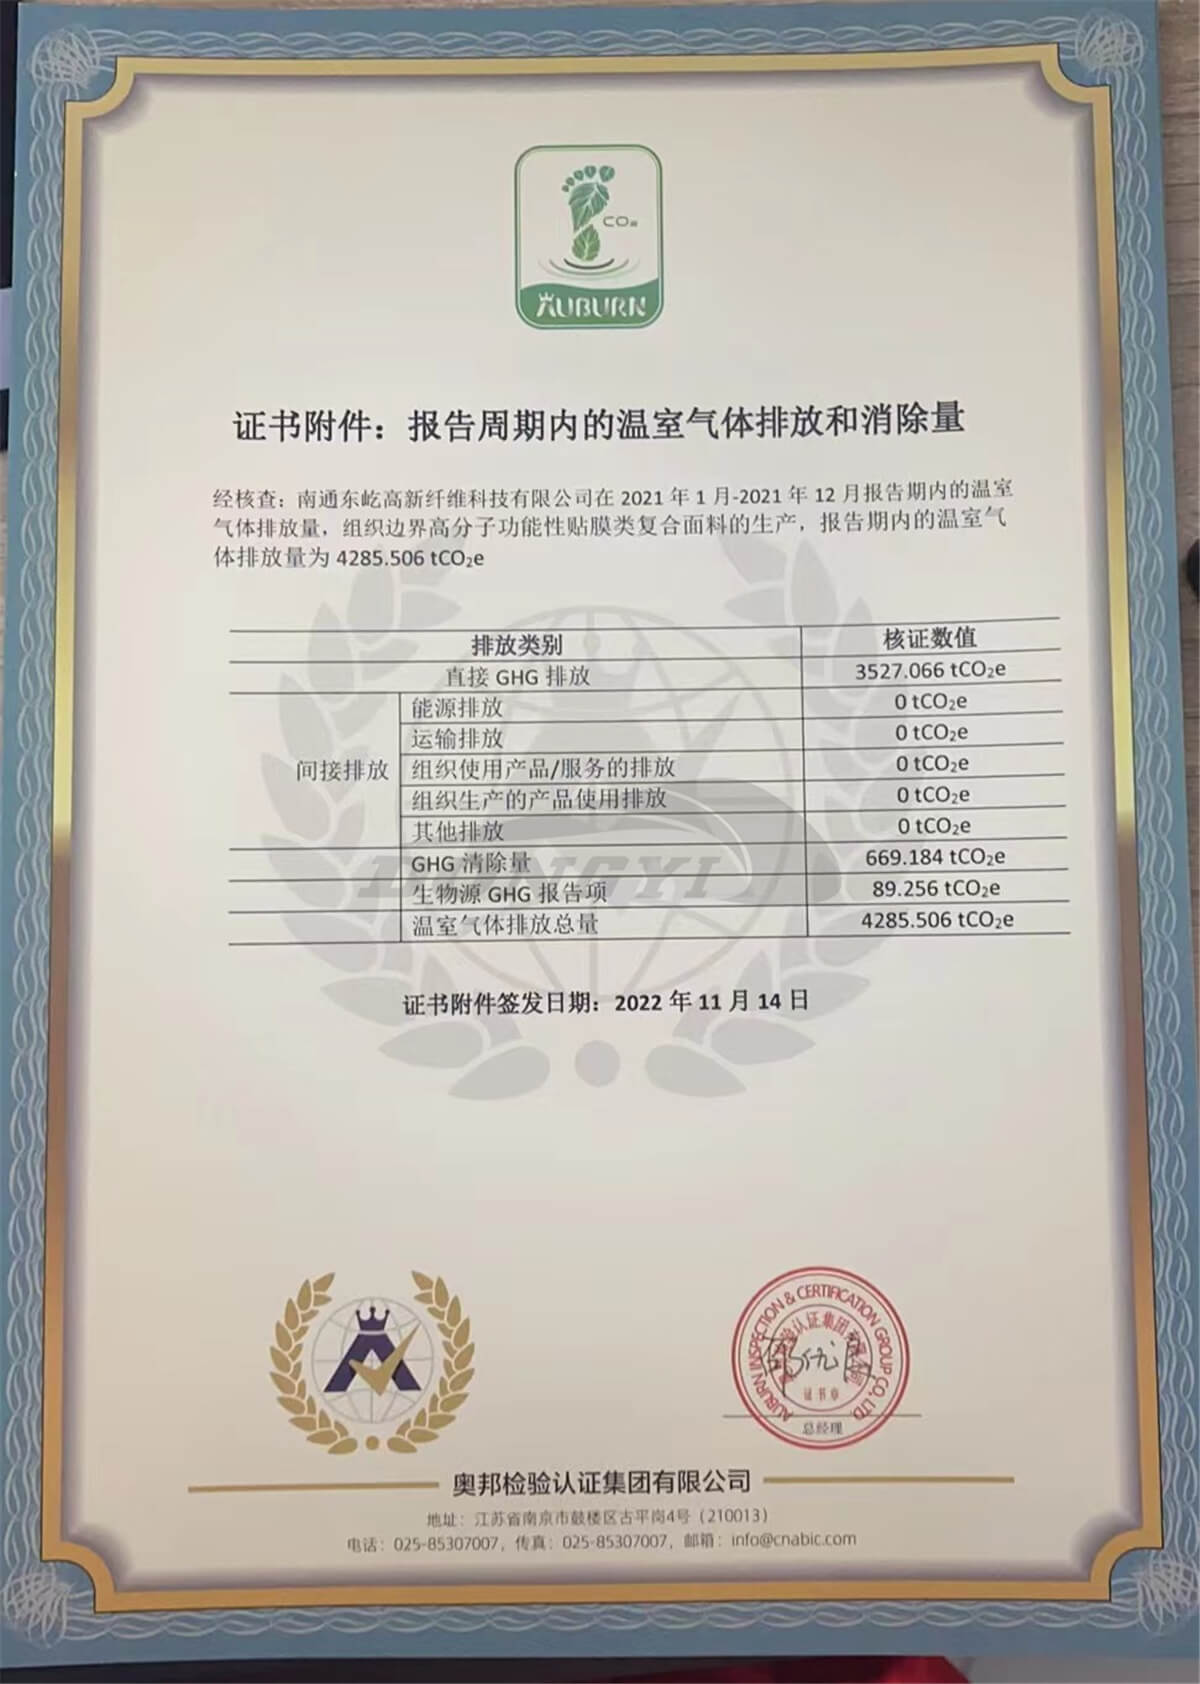 CO₂
AUBURN
证书附件：报告周期内的温室气体排放和消除量
经核查：南通东屹高新纤维科技有限公司在 2021 年 1 月-2021 年 12 月报告期内的温室
气体排放量，组织边界高分子功能性贴膜类复合面料的生产，报告期内的温室气
体排放量为 4285.506 tCO₂e
排放类别 核证数值
直接 GHG 排放 3527.066 tCO₂e
间接排放
能源排放 0 tCO₂e
运输排放 0 tCO₂e
组织使用产品/服务的排放 0 tCO₂e
组织生产的产品使用排放 0 tCO₂e
其他排放 0 tCO₂e
GHG 清除量 669.184 tCO₂e
生物源 GHG 报告项 89.256 tCO₂e
温室气体排放总量 4285.506 tCO₂e
DONGYI
证书附件签发日期：2022 年 11 月 14 日
AUBURN INSPECTION & CERTIFICATION GROUP CO., LTD.
证书章
总经理
奥邦检验认证集团有限公司
地址：江苏省南京市鼓楼区古平岗4号（210013）
电话：025-85307007，传真：025-85307007，邮箱：info@cnabic.com